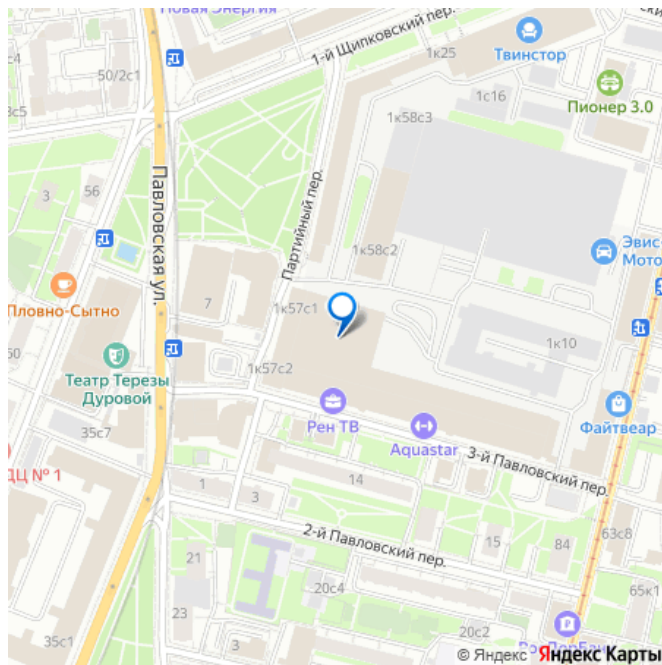 Новая Энергия
1-й Щипковский пер.
1к25
Твинстор
50/2с1
1с16
Пионер 3.0
1к58с3
56
3
Павловская ул.
Партийный пер.
1к58с2
Эвис
Мото
Пловно-Сытно
7
1к57с1
1к10
50
Театр Терезы
Дуровой
1к57с2
Рен ТВ
Aquastar
Файтвеар
35с7
3-й Павловский пер.
ДЦ № 1
1
3
14
2-й Павловский пер.
15
84
63с8
21
20с4
65к1
23
3
20с2
35с1
© Яндекс Яндекс Карты